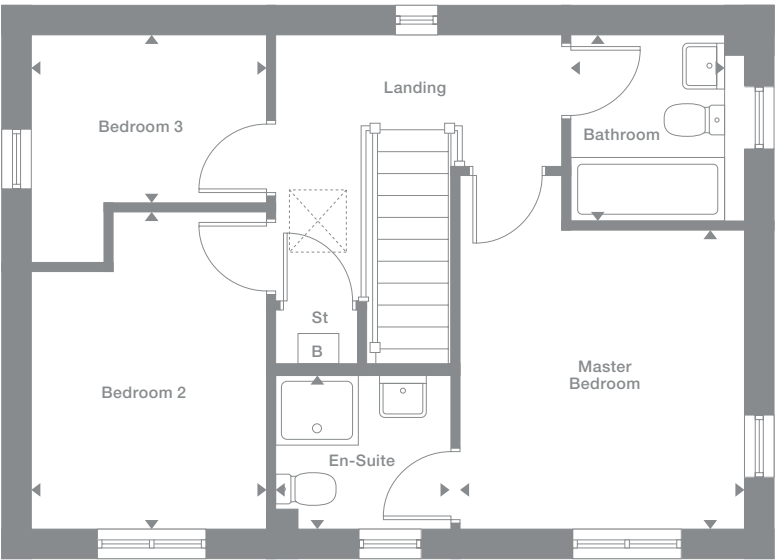 Landing
Bedroom 3
Bathroom
St
B
Master
Bedroom
Bedroom 2
En-Suite